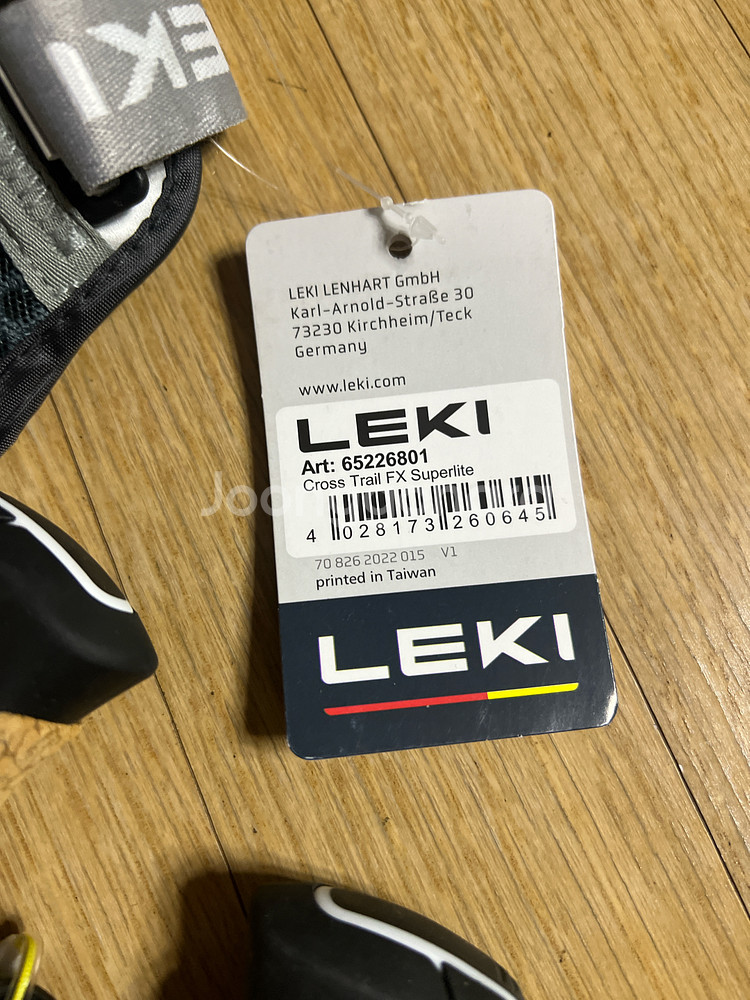 LEKI
LEKI LENHART GmbH
Karl-Arnold-Straße 30
73230 Kirchheim/Teck
Germany
www.leki.com
LEKI
Art: 65226801
Cross Trail FX Superlite
4 028173 260645
70 826 2022 015 V1
printed in Taiwan
LEKI